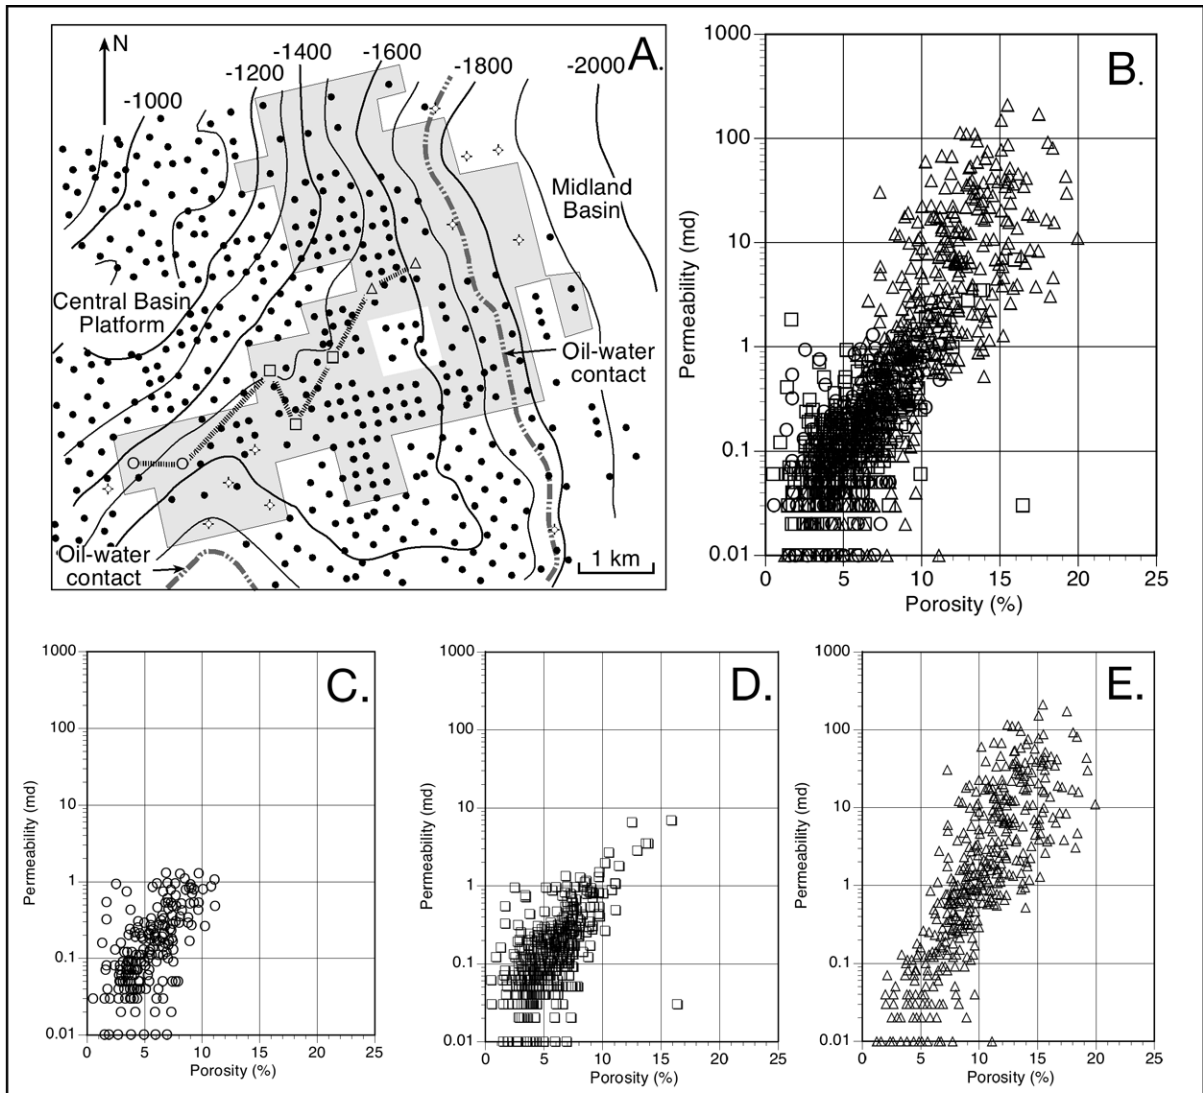 N
-1000
-1200
-1400
-1600
-1800
-2000
A.
Midland
Basin
Central Basin
Platform
Oil-water
contact
Oil-water
contact
1 km
B.
1000
100
10
1
0.1
0.01
Permeability (md)
0 5 10 15 20 25
Porosity (%)
C.
1000
100
10
1
0.1
0.01
Permeability (md)
0 5 10 15 20 25
Porosity (%)
D.
1000
100
10
1
0.1
0.01
Permeability (md)
0 5 10 15 20 25
Porosity (%)
E.
1000
100
10
1
0.1
0.01
Permeability (md)
0 5 10 15 20 25
Porosity (%)